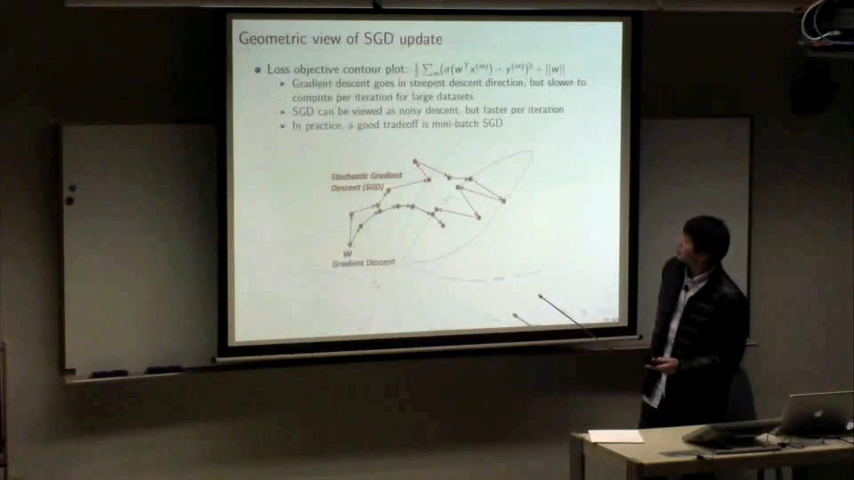 Geometric view of SGD update
Loss objective contour plot: ½ ∑ₘ(σ(wᵀx⁽ᵐ⁾) − y⁽ᵐ⁾)² + ||w||
Gradient descent goes in steepest descent direction, but slower to
compute per iteration for large datasets
SGD can be viewed as noisy descent, but faster per iteration
In practice, a good tradeoff is mini-batch SGD
Stochastic Gradient
Descent (SGD)
W
Gradient Descent